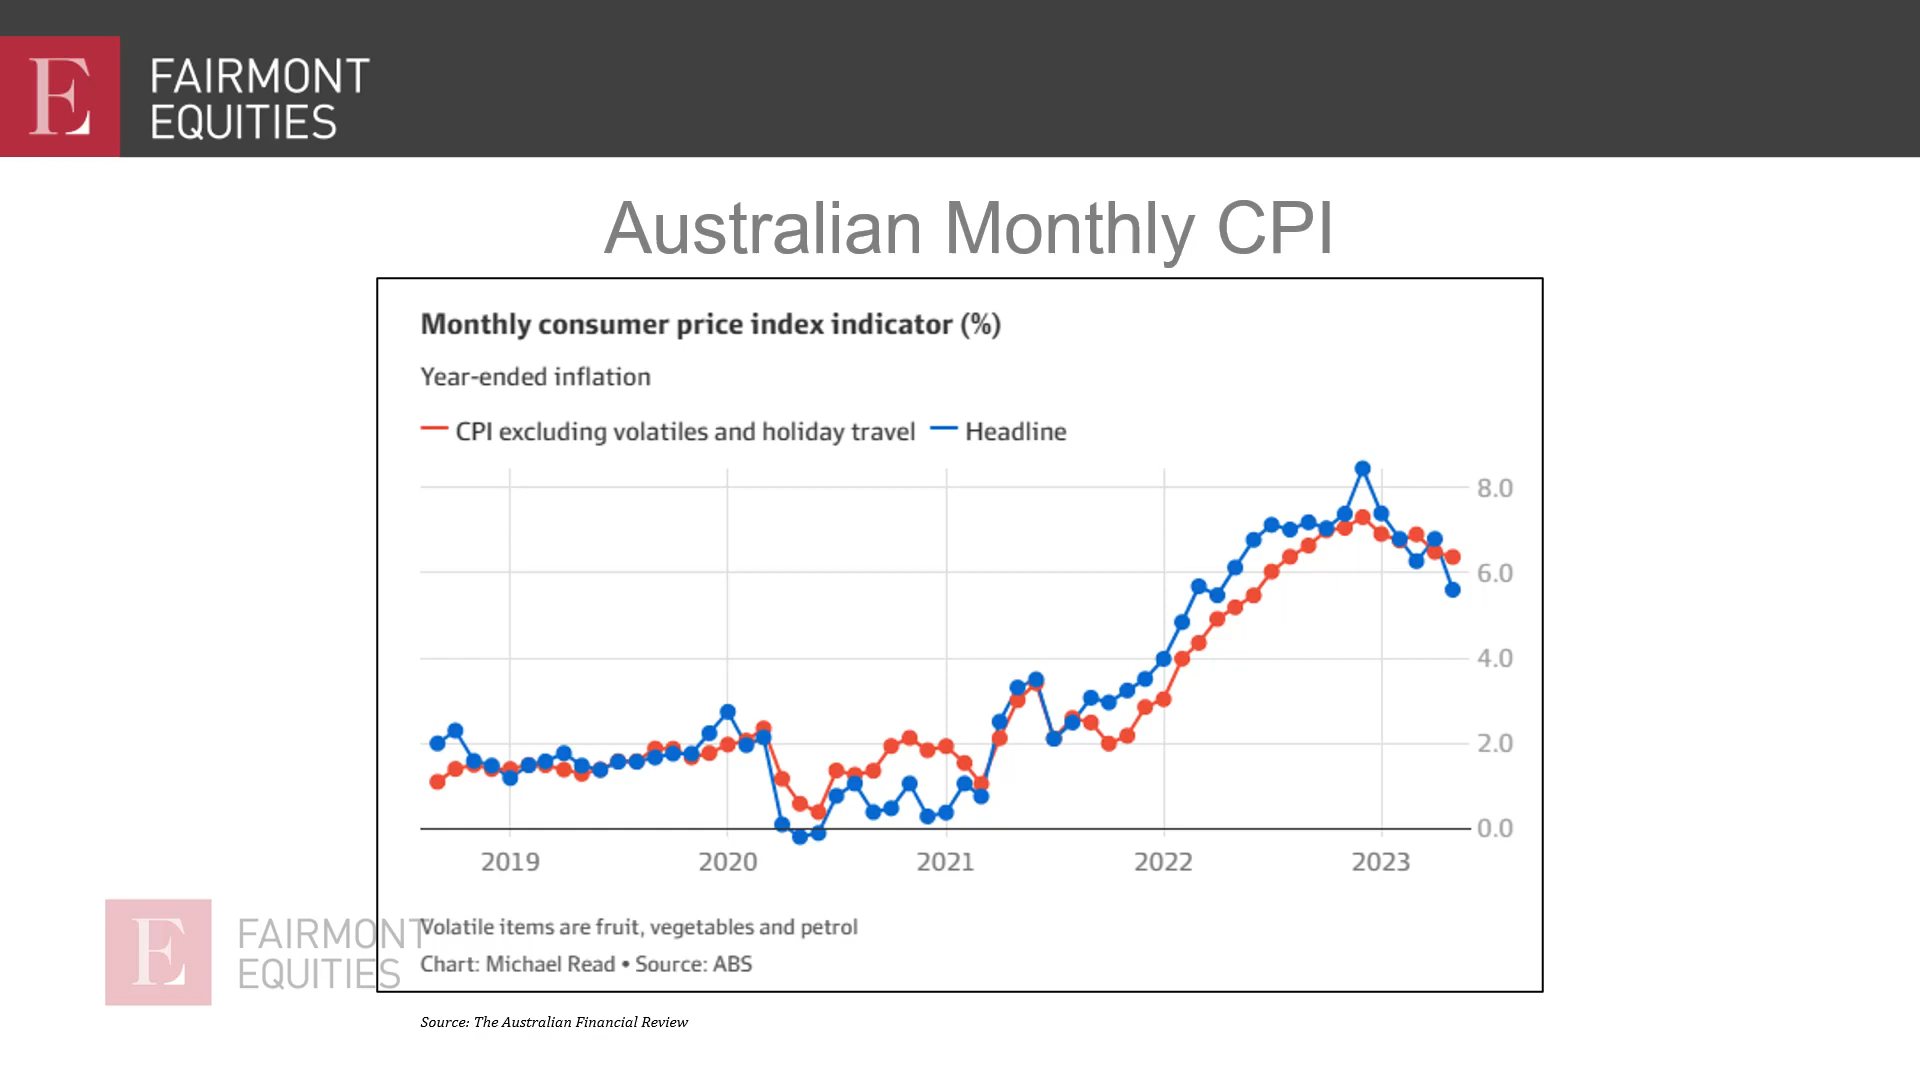 FAIRMONT
EQUITIES
Australian Monthly CPI
Monthly consumer price index indicator (%)
Year-ended inflation
CPI excluding volatiles and holiday travel Headline
8.0
6.0
4.0
2.0
0.0
2019 2020 2021 2022 2023
Volatile items are fruit, vegetables and petrol
Chart: Michael Read • Source: ABS
FAIRMONT
EQUITIES
Source: The Australian Financial Review